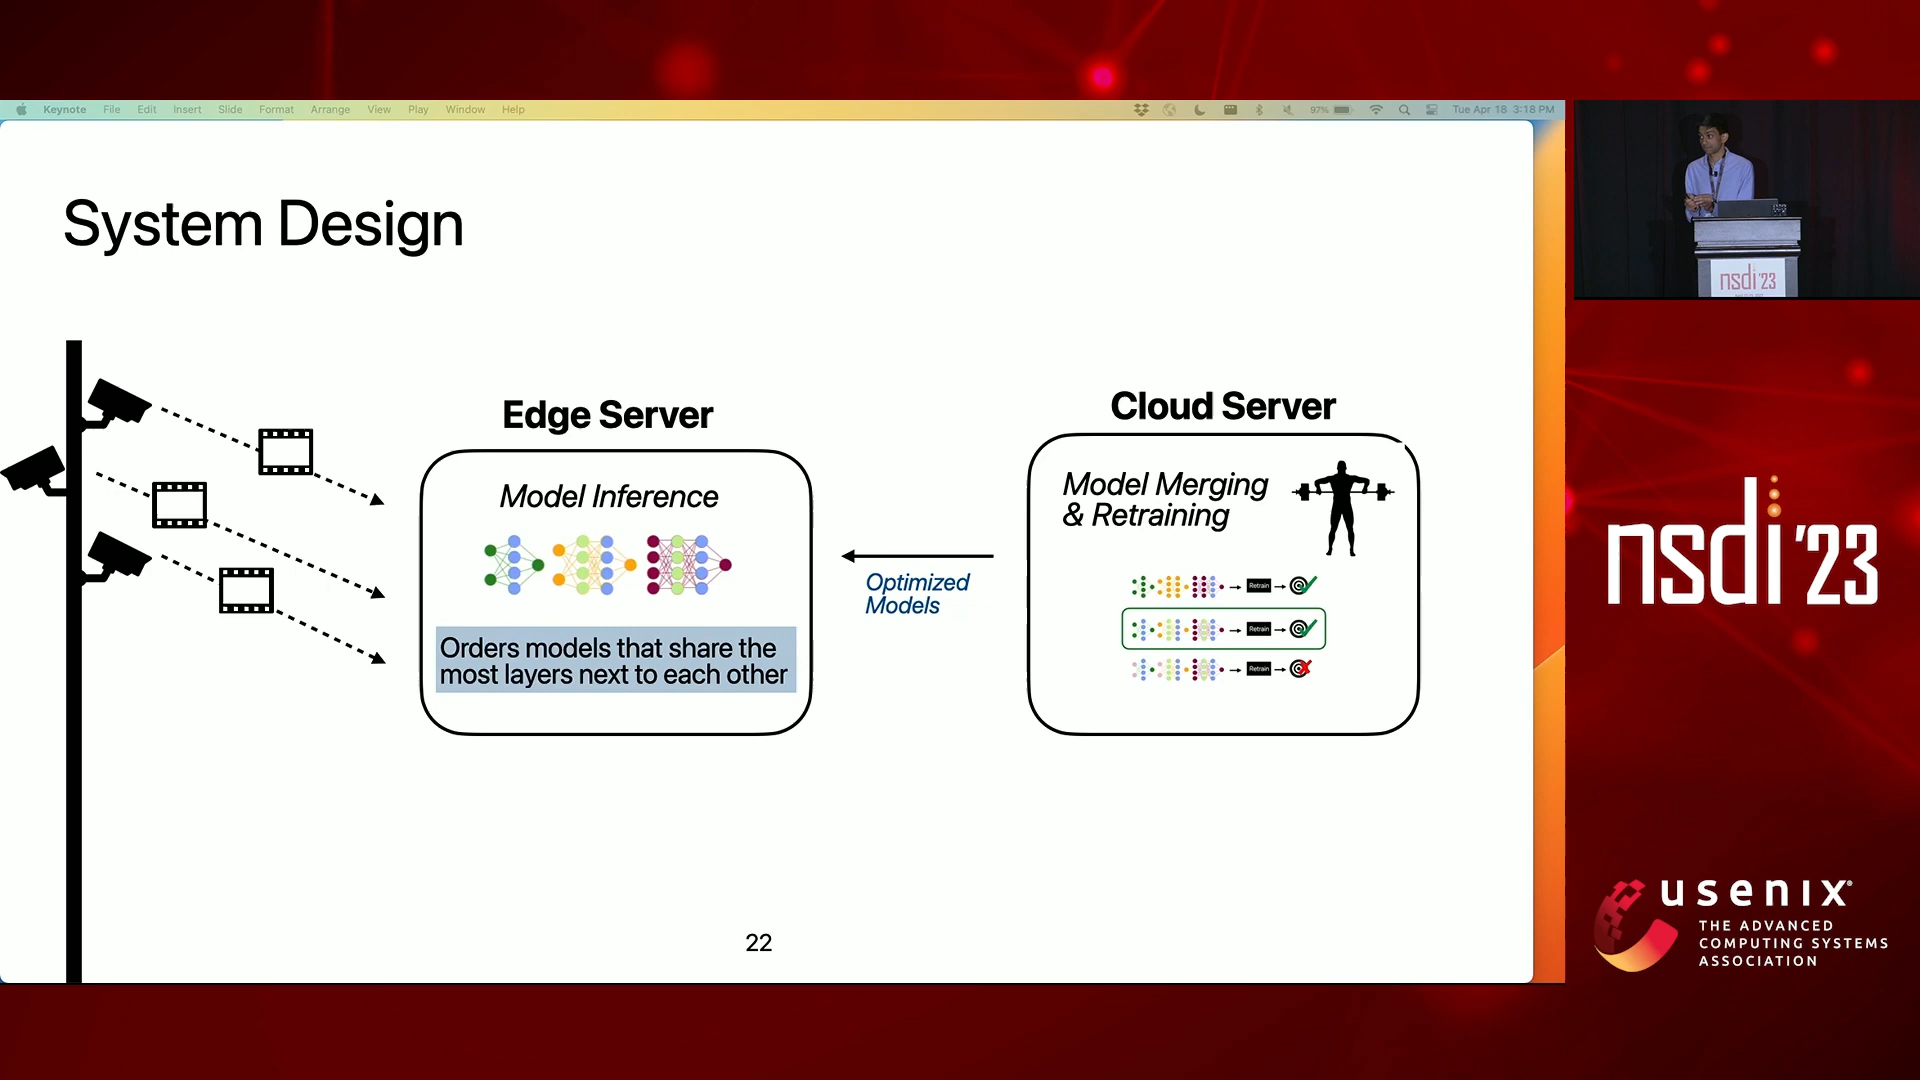 Keynote File Edit Insert Slide Format Arrange View Play Window Help
97% Tue Apr 18 3:18 PM
System Design
Edge Server
Model Inference
Orders models that share the
most layers next to each other
Optimized
Models
Cloud Server
Model Merging
& Retraining
Retrain
Retrain
Retrain
22
nsdi '23
nsdi '23
usenix®
THE ADVANCED
COMPUTING SYSTEMS
ASSOCIATION